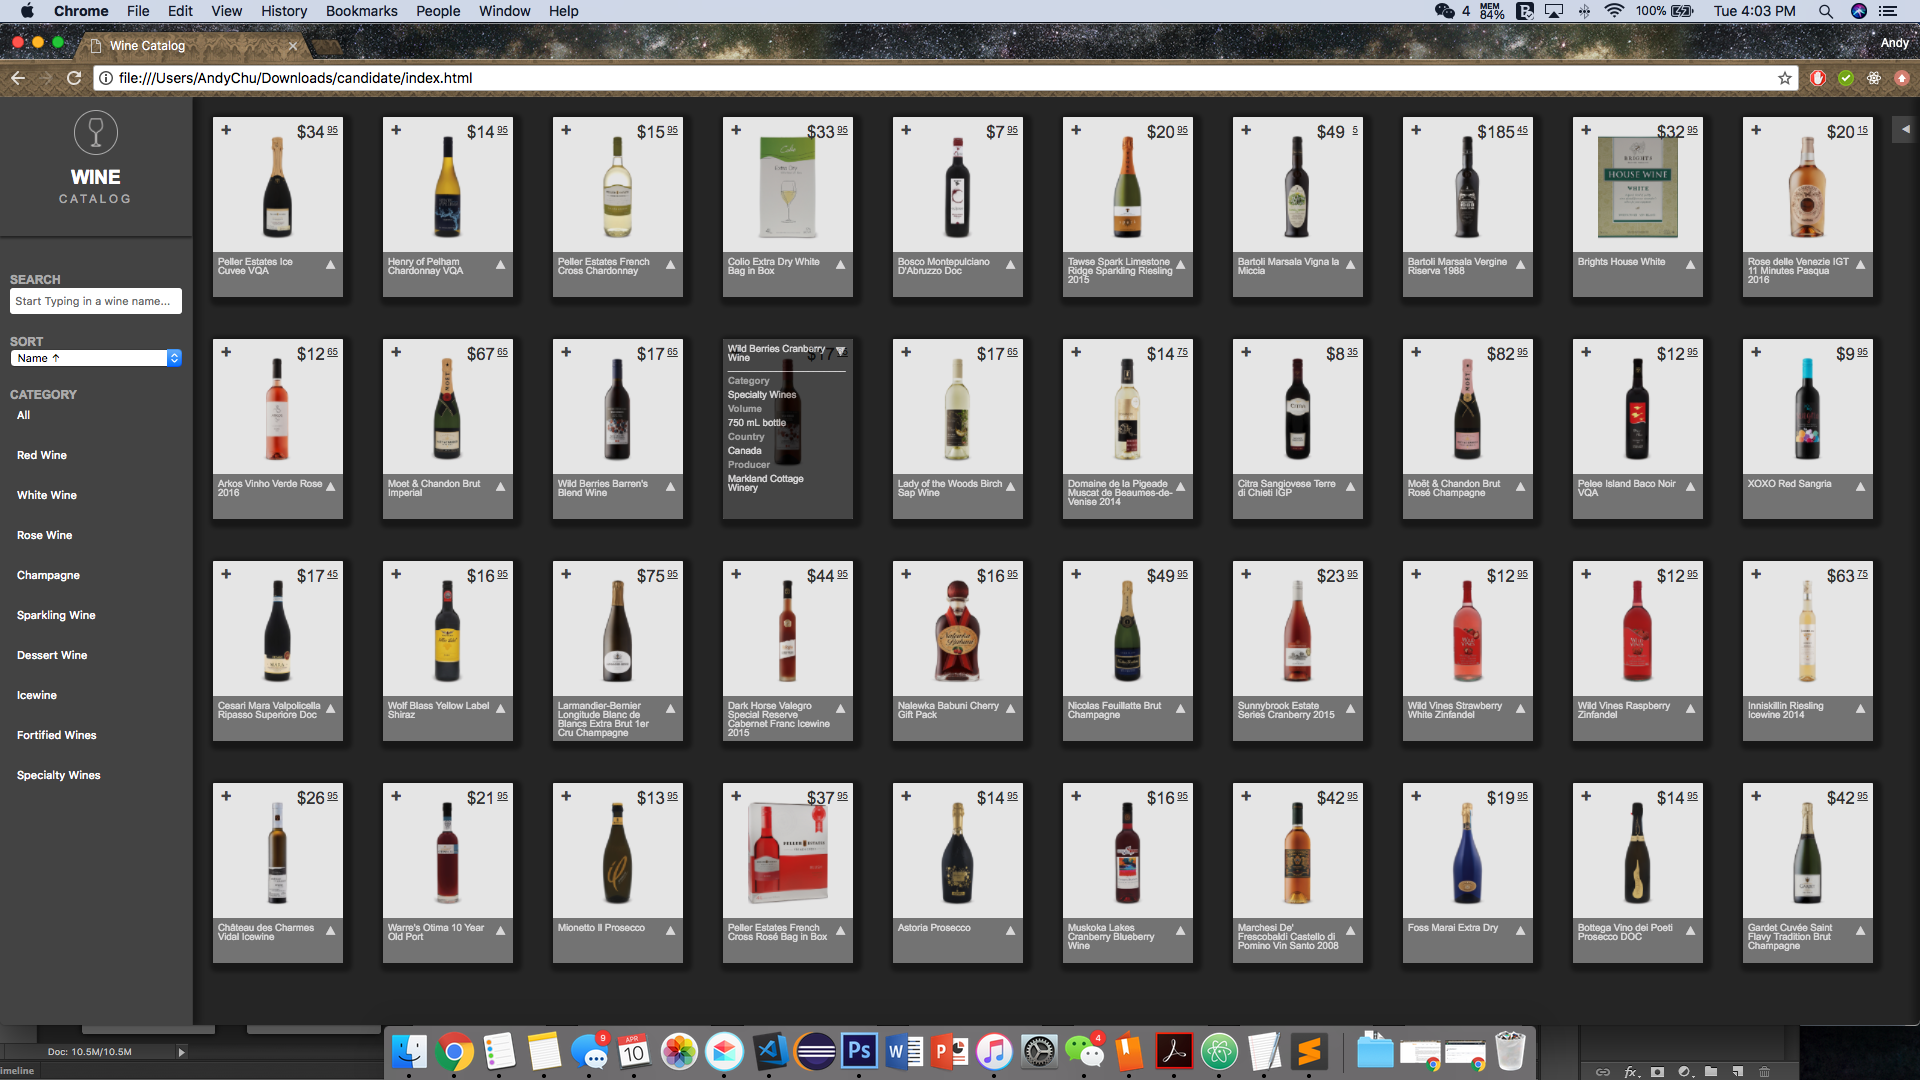 Chrome File Edit View History Bookmarks People Window Help
4 MEM 84% 100% Tue 4:03 PM
Wine Catalog
Andy
file:///Users/AndyChu/Downloads/candidate/index.html
WINE
CATALOG
SEARCH
Start Typing in a wine name...
SORT
Name ↑
CATEGORY
All
Red Wine
White Wine
Rose Wine
Champagne
Sparkling Wine
Dessert Wine
Icewine
Fortified Wines
Specialty Wines
+ $34 95
+ $14 95
+ $15 95
+ $33 95
+ $7 95
+ $20 95
+ $49 5
+ $185 45
+ $32 95
+ $20 15
BRIGHTS
HOUSE WINE
WHITE
Peller Estates Ice
Cuvee VQA
Henry of Pelham
Chardonnay VQA
Peller Estates French
Cross Chardonnay
Colio Extra Dry White
Bag in Box
Bosco Montepulciano
D'Abruzzo Doc
Tawse Spark Limestone
Ridge Sparkling Riesling
2015
Bartoli Marsala Vigna la
Miccia
Bartoli Marsala Vergine
Riserva 1988
Brights House White
Rose delle Venezie IGT
11 Minutes Pasqua
2016
+ $12 65
+ $67 65
+ $17 65
Wild Berries Cranberry
Wine
Category
Specialty Wines
Volume
750 mL bottle
Country
Canada
Producer
Markland Cottage
Winery
+ $17 65
+ $14 75
+ $8 35
+ $82 95
+ $12 95
+ $9 95
Arkos Vinho Verde Rose
2016
Moet & Chandon Brut
Imperial
Wild Berries Barren's
Blend Wine
Lady of the Woods Birch
Sap Wine
Domaine de la Pigeade
Muscat de Beaumes-de-
Venise 2014
Citra Sangiovese Terre
di Chieti IGP
Moët & Chandon Brut
Rosé Champagne
Pelee Island Baco Noir
VQA
XOXO Red Sangria
+ $17 45
+ $16 95
+ $75 95
+ $44 95
+ $16 95
+ $49 95
+ $23 95
+ $12 95
+ $12 95
+ $63 75
Cesari Mara Valpolicella
Ripasso Superiore Doc
Wolf Blass Yellow Label
Shiraz
Larmandier-Bernier
Longitude Blanc de
Blancs Extra Brut 1er
Cru Champagne
Dark Horse Valegro
Special Reserve
Cabernet Franc Icewine
2015
Nalewka Babuni Cherry
Gift Pack
Nicolas Feuillatte Brut
Champagne
Sunnybrook Estate
Series Cranberry 2015
Wild Vines Strawberry
White Zinfandel
Wild Vines Raspberry
Zinfandel
Inniskillin Riesling
Icewine 2014
+ $26 95
+ $21 95
+ $13 95
+ $37 95
+ $14 95
+ $16 95
+ $42 95
+ $19 95
+ $14 95
+ $42 95
Château des Charmes
Vidal Icewine
Warre's Otima 10 Year
Old Port
Mionetto Il Prosecco
Peller Estates French
Cross Rosé Bag in Box
Astoria Prosecco
Muskoka Lakes
Cranberry Blueberry
Wine
Marchesi De'
Frescobaldi Castello di
Pomino Vin Santo 2008
Foss Marai Extra Dry
Bottega Vino dei Poeti
Prosecco DOC
Gardet Cuvée Saint
Flavy Tradition Brut
Champagne
Doc: 10.5M/10.5M
imeline
9
APR
10
Ps
W
P
4
fx